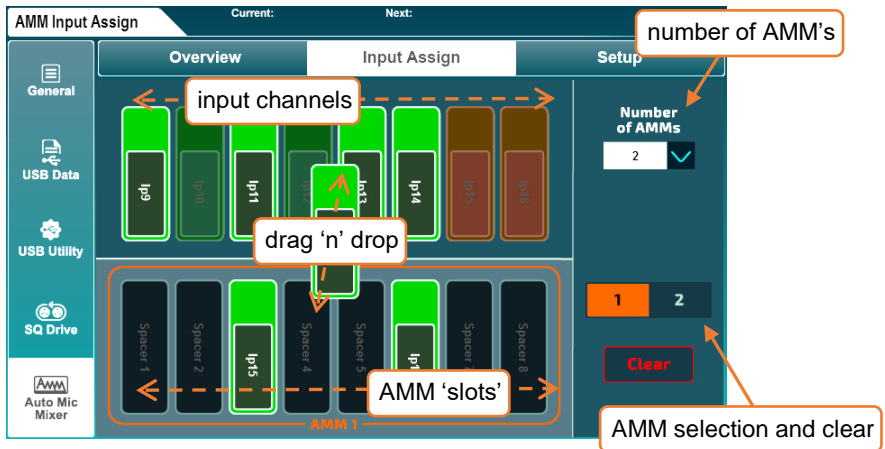 AMM Input Assign
Current:
Next:
number of AMM’s
Overview
Input Assign
Setup
General
USB Data
USB Utility
SQ Drive
Auto Mic
Mixer
input channels
Number
of AMMs
2
Ip9
Ip10
Ip11
Ip12
Ip13
Ip14
Ip15
Ip16
drag ‘n’ drop
1
2
Clear
Spacer 1
Spacer 2
Ip15
Spacer 4
Spacer 5
Spacer 7
Spacer 8
AMM ‘slots’
AMM 1
AMM selection and clear